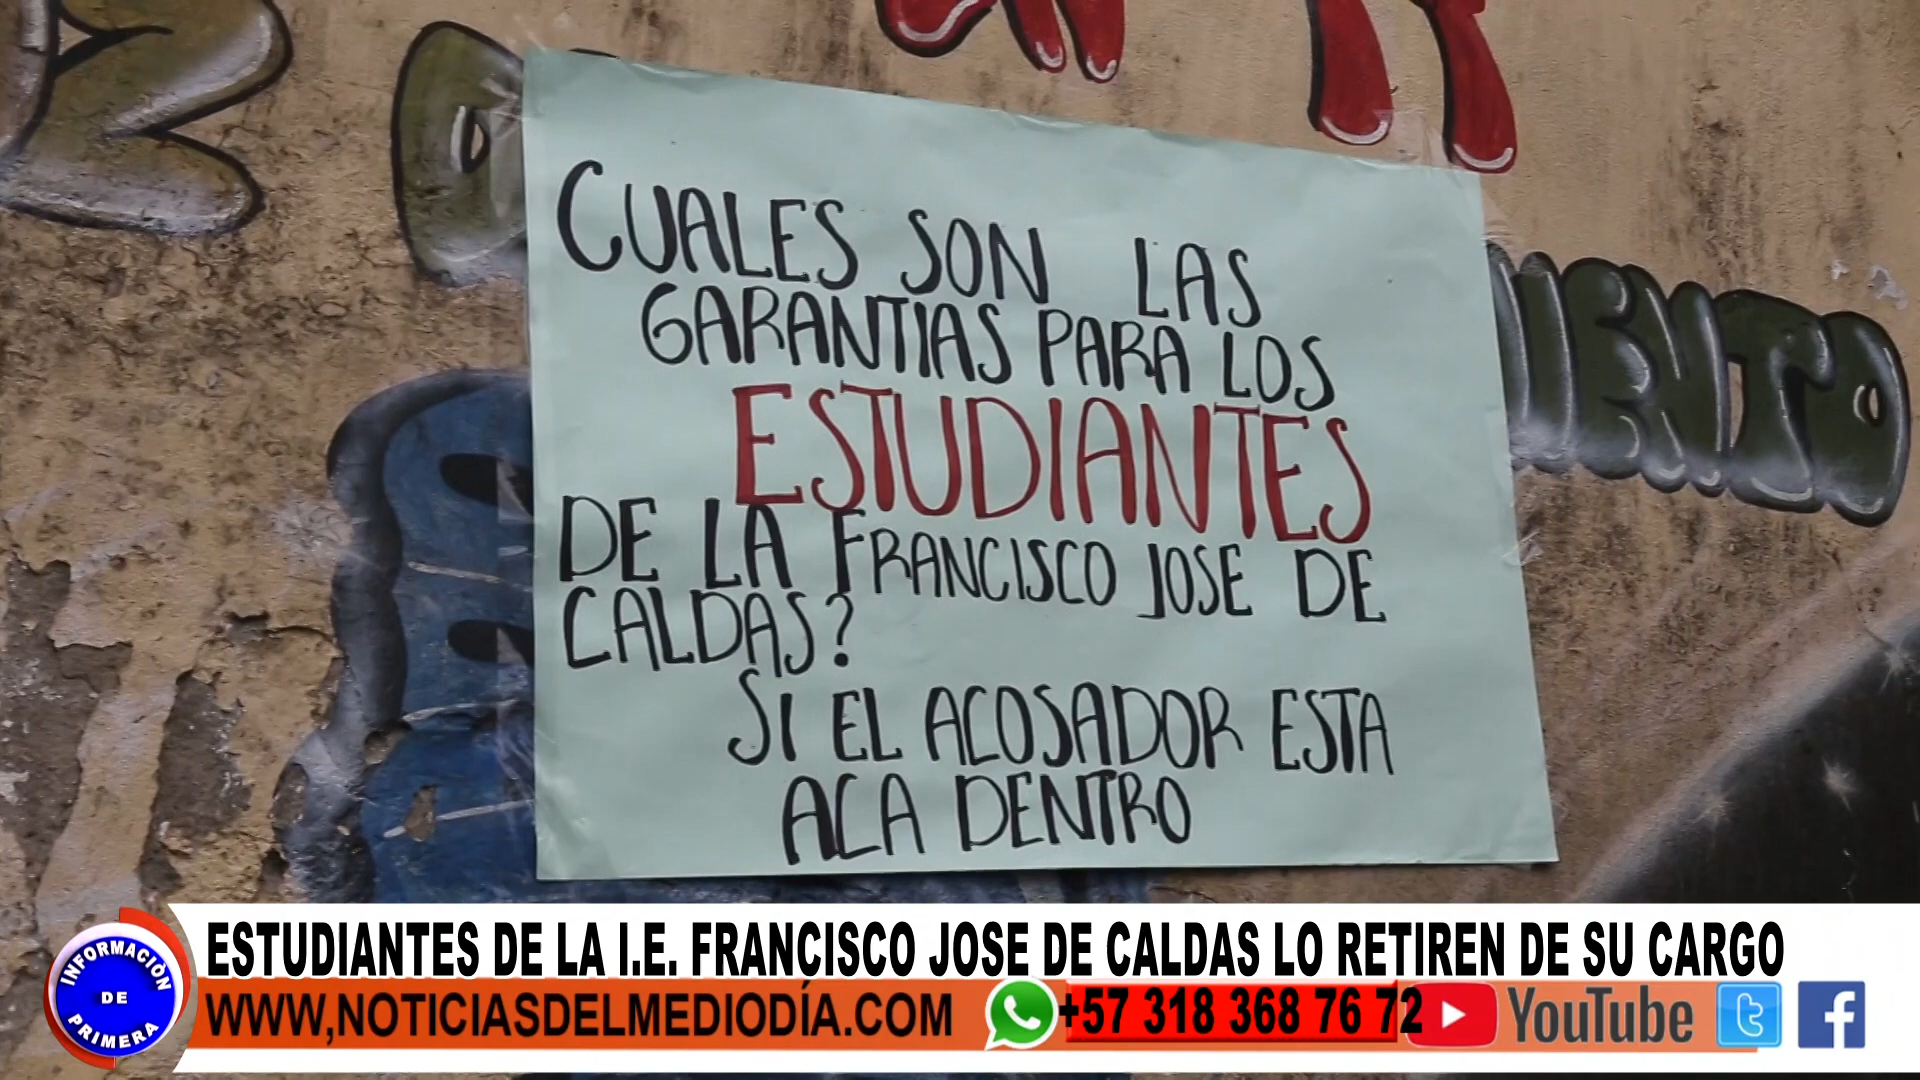 CUALES SON LAS
GARANTIAS PARA LOS
ESTUDIANTES
DE LA FRANCISCO JOSE DE
CALDAS?
SI EL ACOSADOR ESTA
ACA DENTRO
IENTO
ESTUDIANTES DE LA I.E. FRANCISCO JOSE DE CALDAS LO RETIREN DE SU CARGO
INFORMACIÒN
DE
PRIMERA
WWW,NOTICIASDELMEDIODÍA.COM
+57 318 368 76 72
YouTube